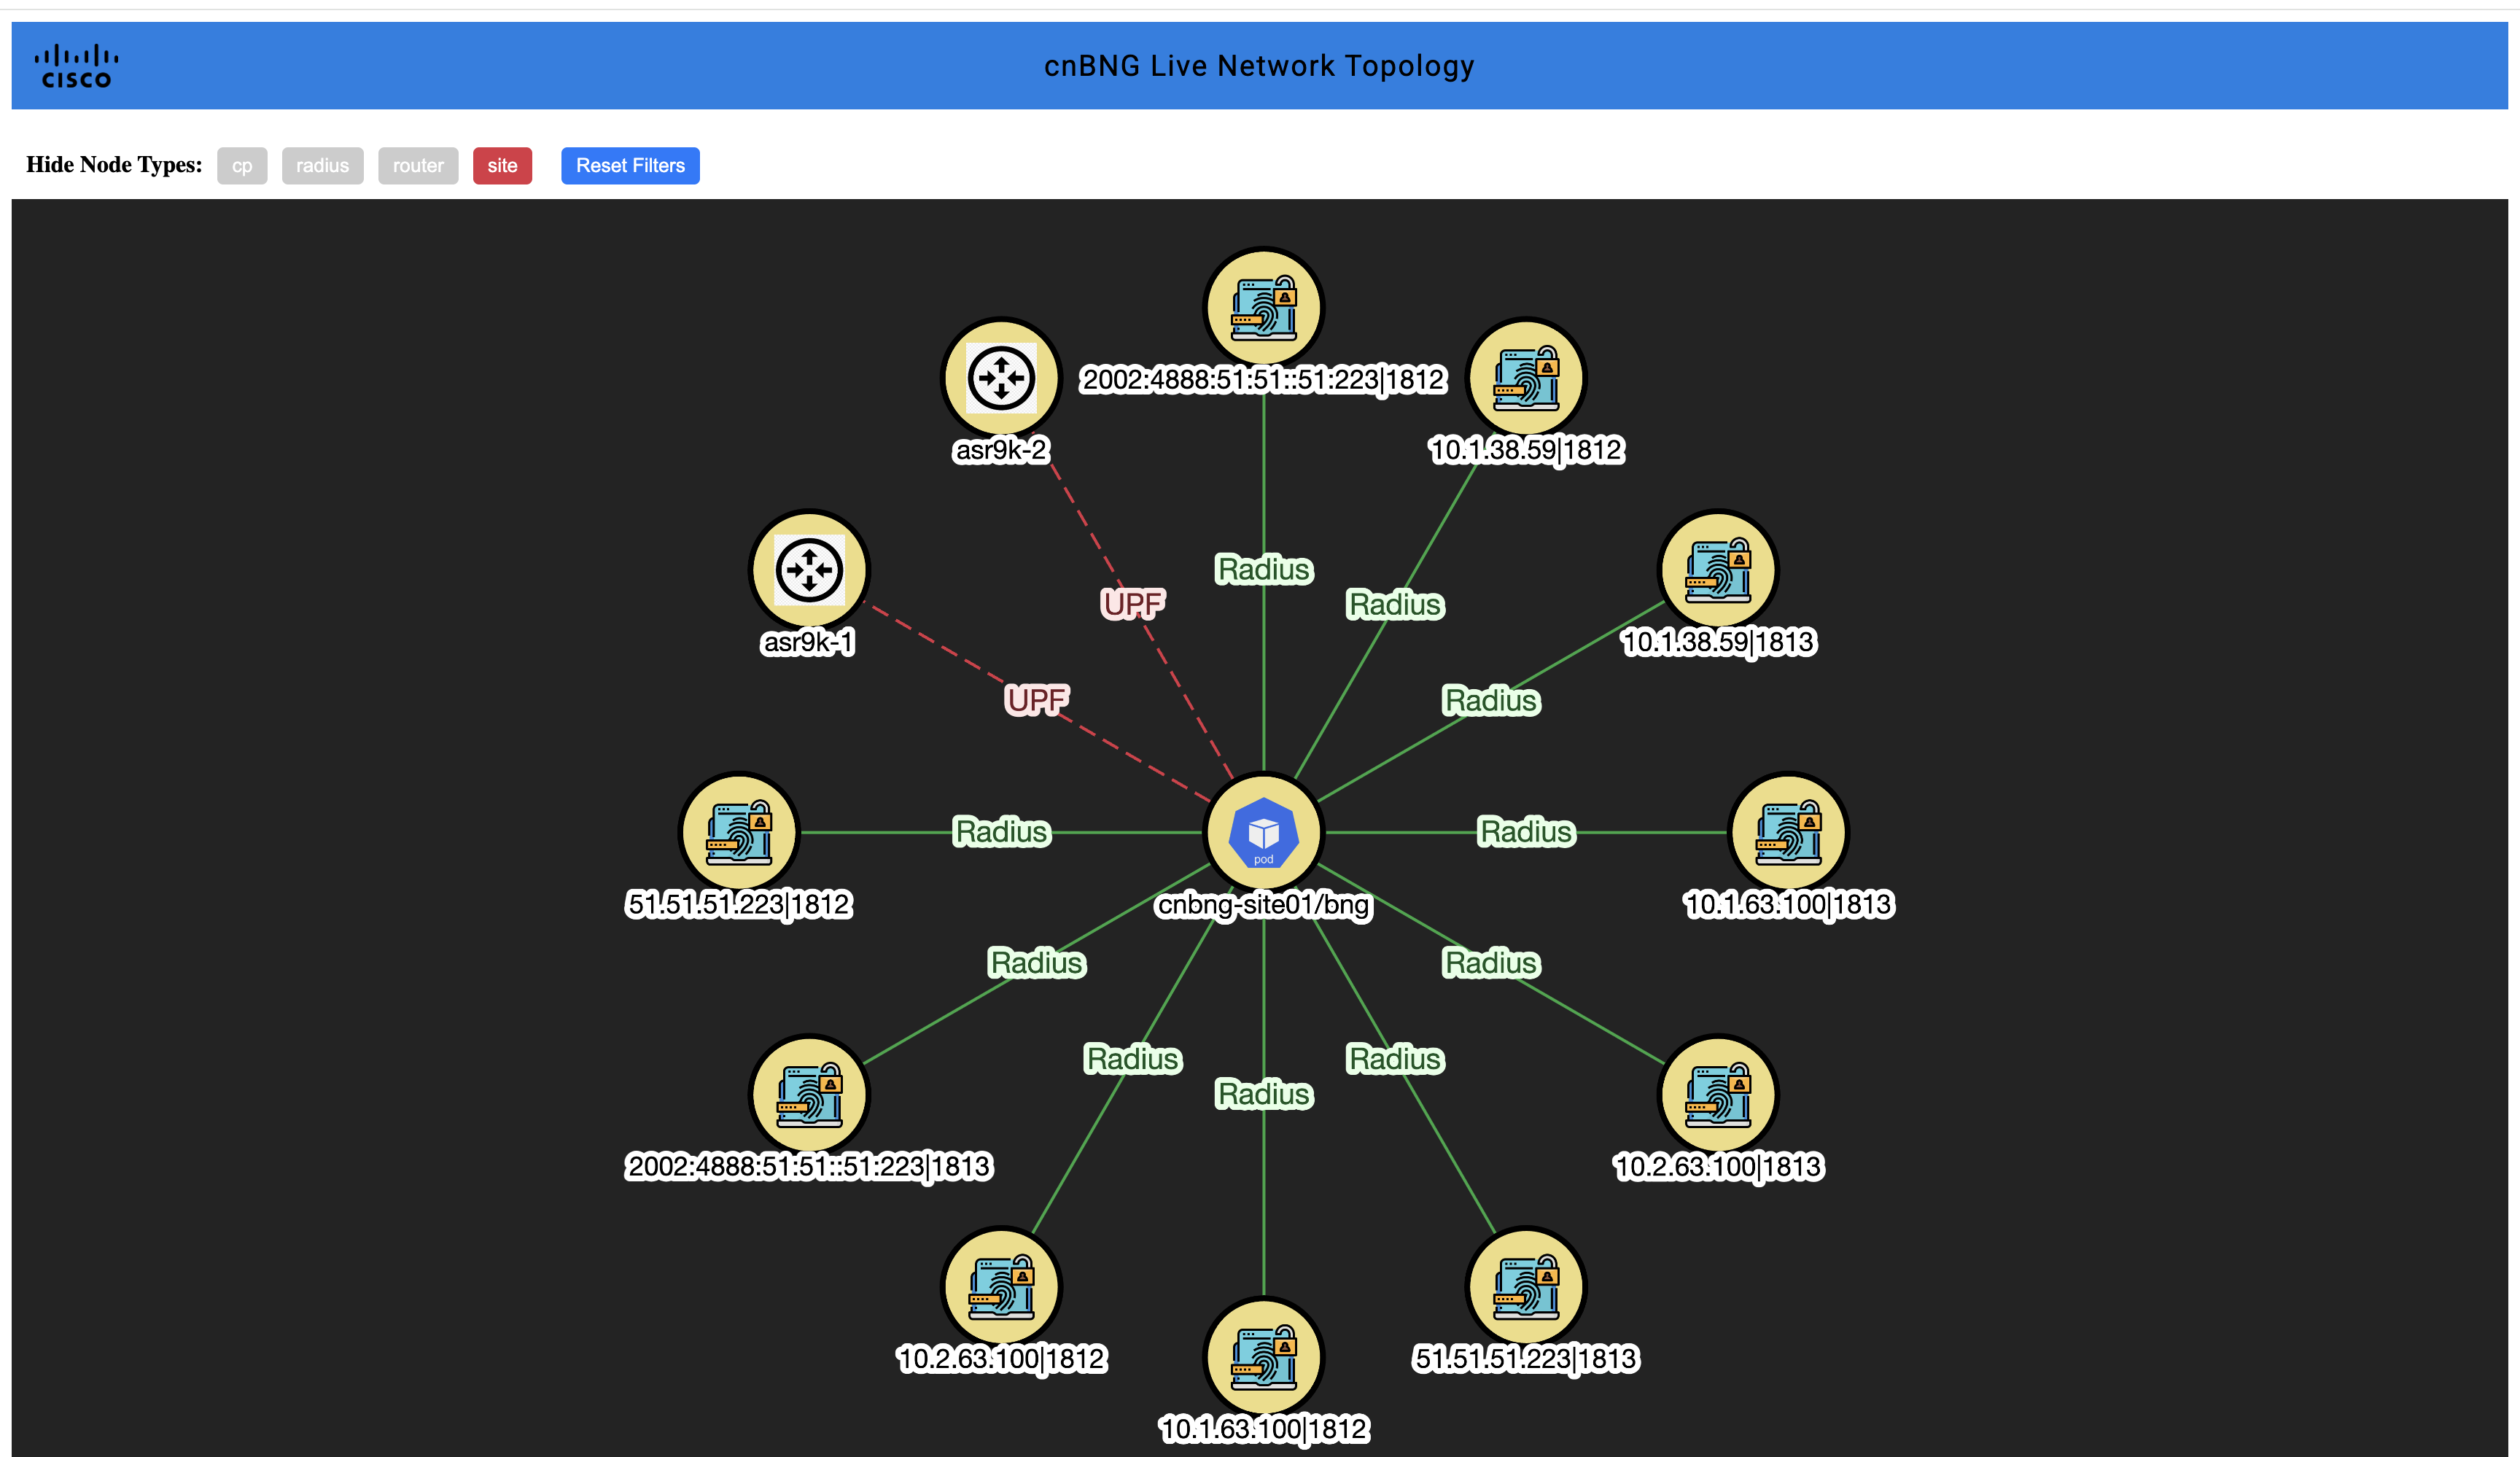 CISCO
cnBNG Live Network Topology
Hide Node Types: cp radius router site Reset Filters
2002:4888:51:51::51:223|1812
asr9k-2
10.1.38.59|1812
Radius
UPF
Radius
asr9k-1
10.1.38.59|1813
UPF
Radius
Radius
Radius
pod
51.51.51.223|1812
cnbng-site01/bng
10.1.63.100|1813
Radius
Radius
Radius
Radius
Radius
2002:4888:51:51::51:223|1813
10.2.63.100|1813
10.2.63.100|1812
51.51.51.223|1813
10.1.63.100|1812